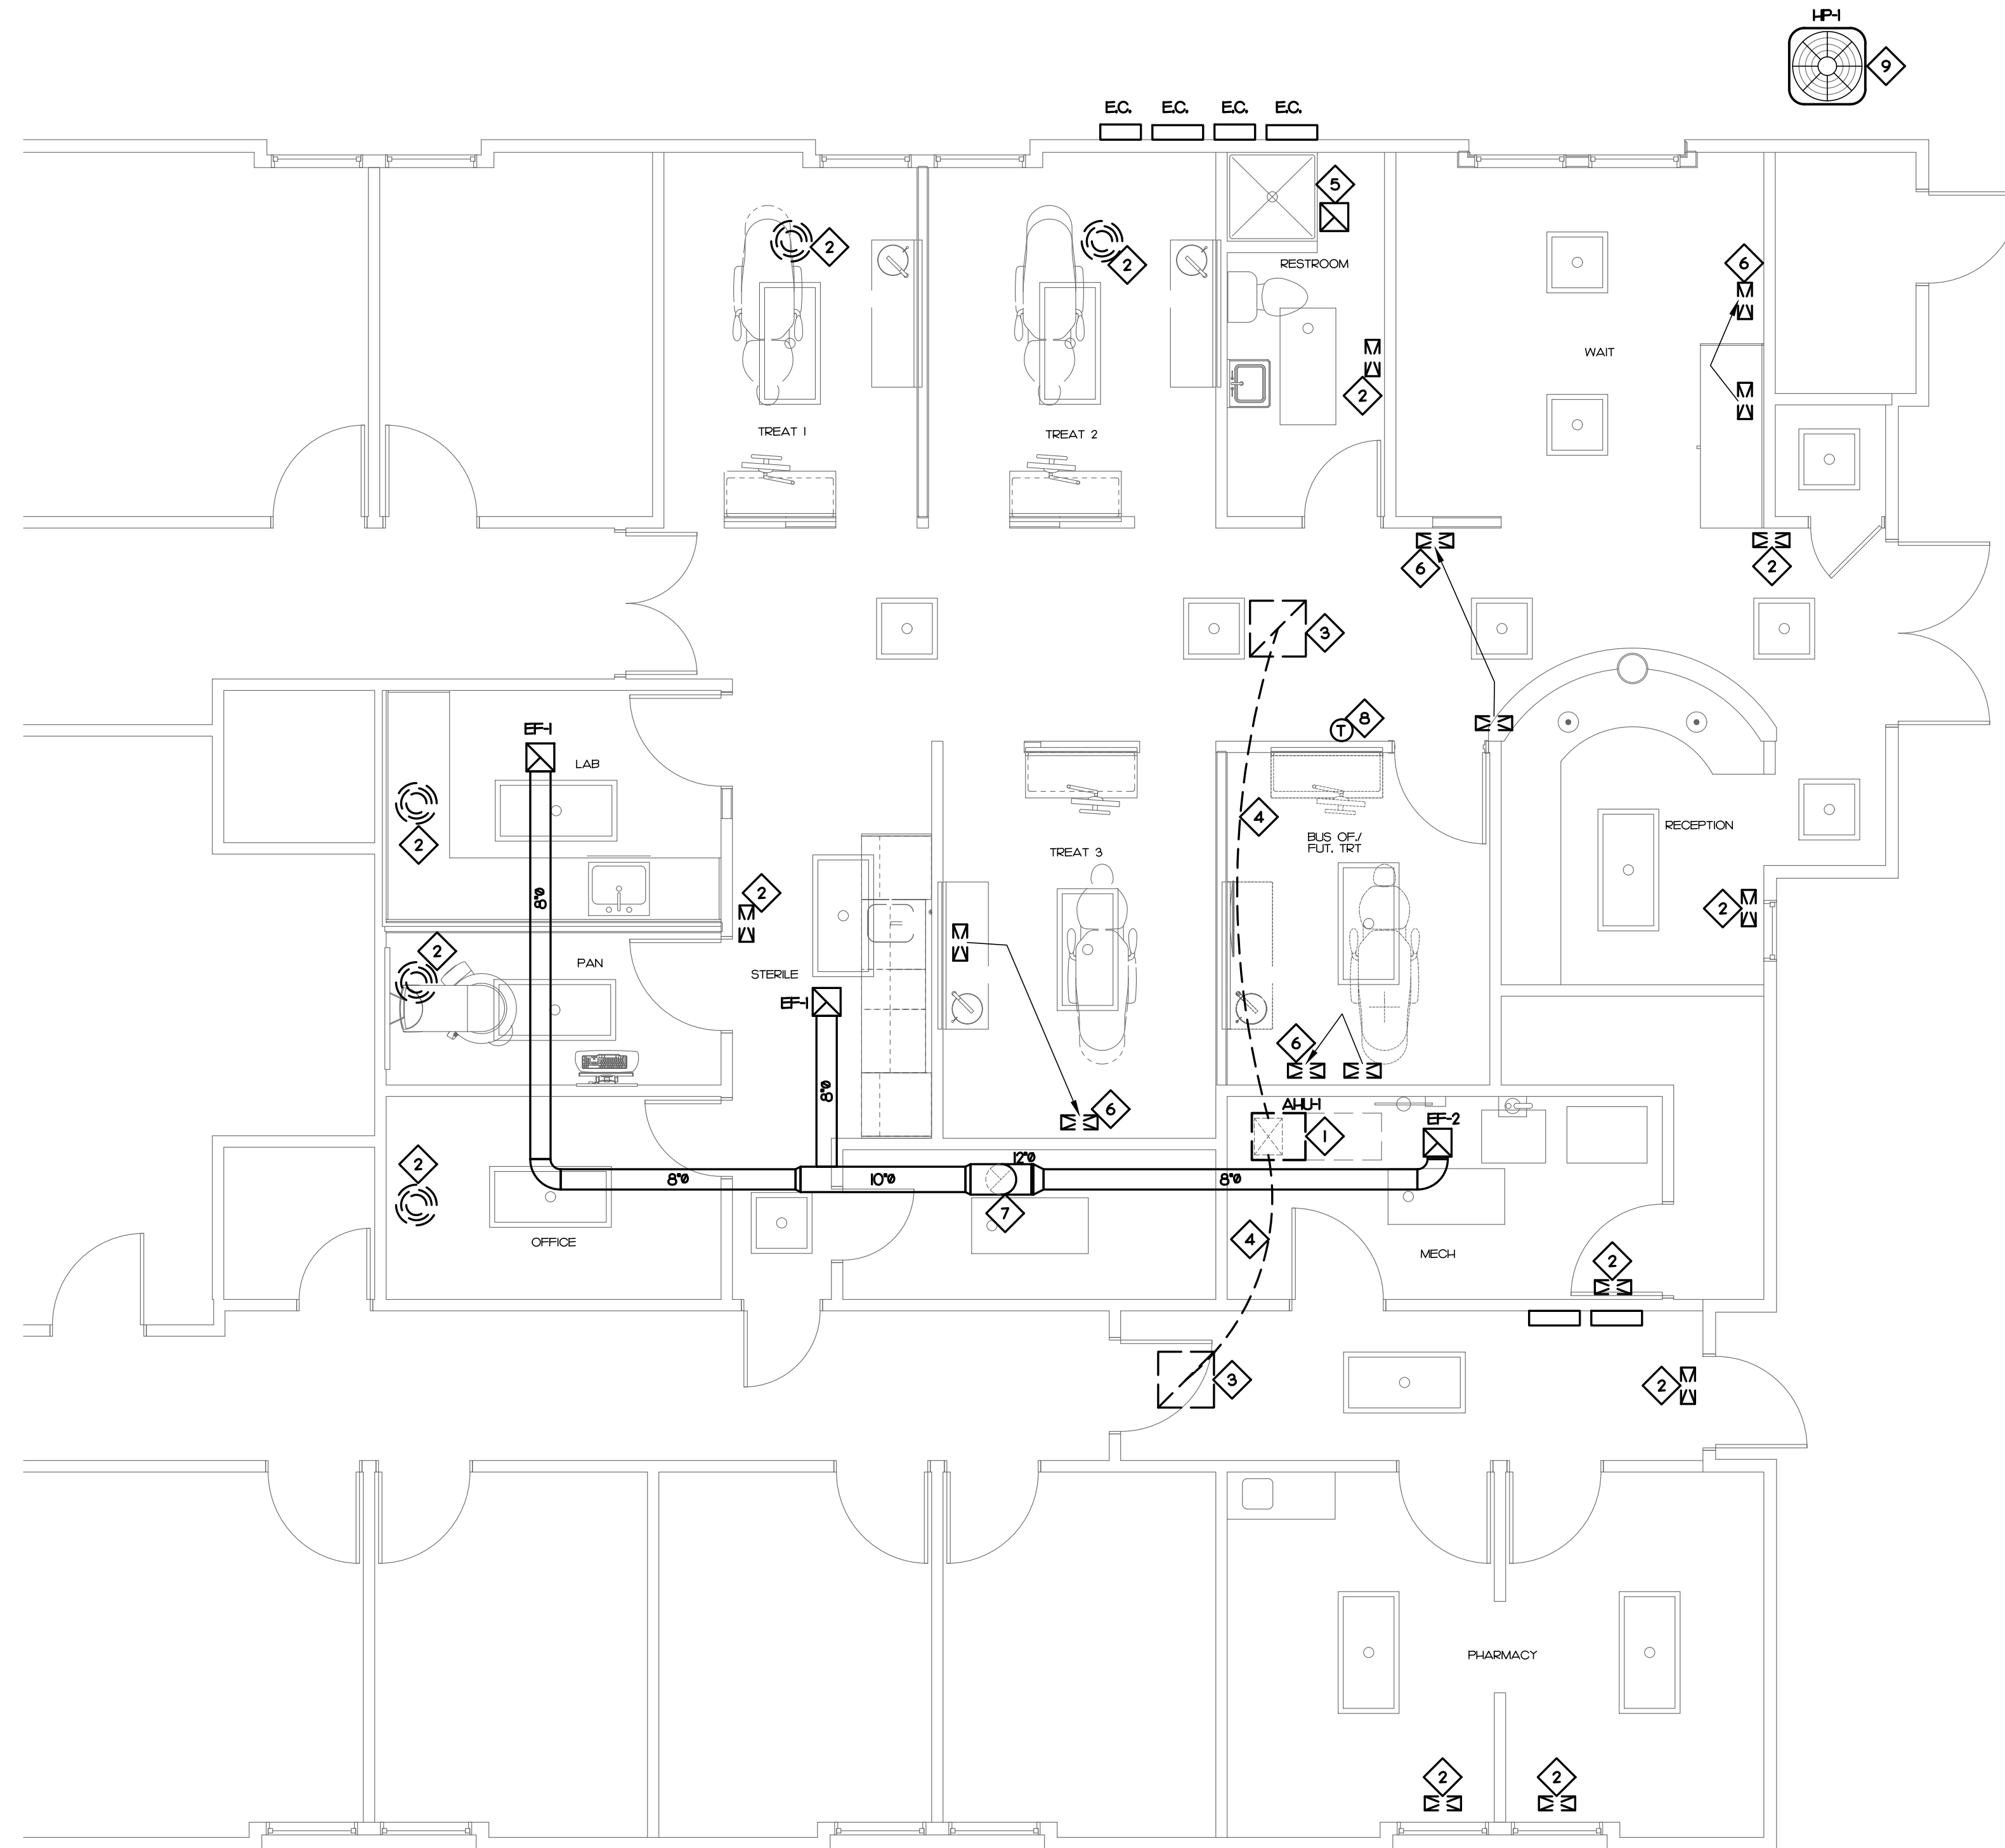 HP-1
9
E.C. E.C. E.C. E.C.
5
2
2
RESTROOM
6
WAIT
2
TREAT 1
TREAT 2
6
2
3
EF-1
8
LAB
4
RECEPTION
BUS OF./
FUT. TRT
2
TREAT 3
8"Ø
2
2
2
PAN
STERILE
EF-1
6
8"Ø
AHU-1
6
EF-2
1
12"Ø
2
8"Ø
10"Ø
8"Ø
7
OFFICE
4
MECH
2
3
2
PHARMACY
2
2
T